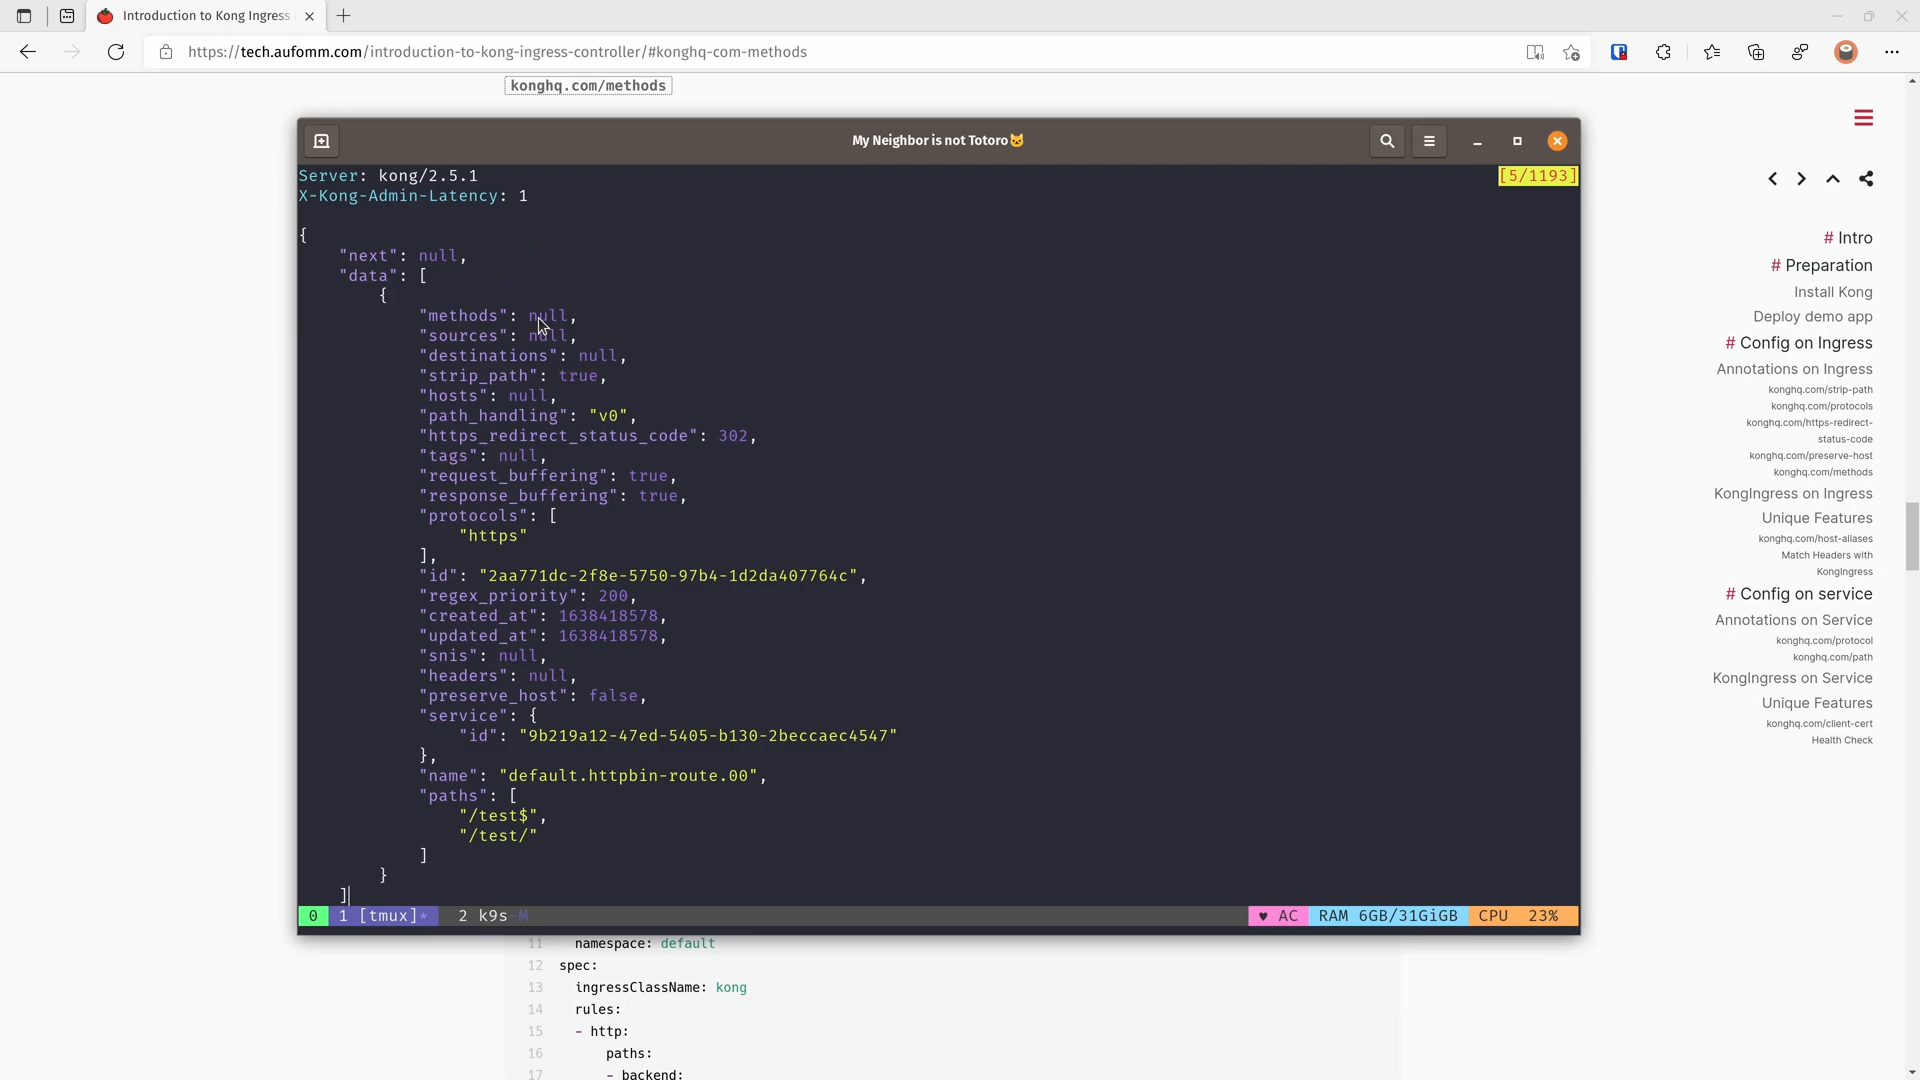 Introduction to Kong Ingress
https://tech.aufomm.com/introduction-to-kong-ingress-controller/#konghq-com-methods
konghq.com/methods
My Neighbor is not Totoro🐱
Server: kong/2.5.1
[5/1193]
X-Kong-Admin-Latency: 1
{
"next": null,
"data": [
{
"methods": null,
"sources": null,
"destinations": null,
"strip_path": true,
"hosts": null,
"path_handling": "v0",
"https_redirect_status_code": 302,
"tags": null,
"request_buffering": true,
"response_buffering": true,
"protocols": [
"https"
],
"id": "2aa771dc-2f8e-5750-97b4-1d2da407764c",
"regex_priority": 200,
"created_at": 1638418578,
"updated_at": 1638418578,
"snis": null,
"headers": null,
"preserve_host": false,
"service": {
"id": "9b219a12-47ed-5405-b130-2beccaec4547"
},
"name": "default.httpbin-route.00",
"paths": [
"/test$",
"/test/"
]
}
]
0 1 [tmux]* 2 k9s-M
♥ AC RAM 6GB/31GiGB CPU 23%
11 namespace: default
12 spec:
13 ingressClassName: kong
14 rules:
15 - http:
16 paths:
17 - backend:
# Intro
# Preparation
Install Kong
Deploy demo app
# Config on Ingress
Annotations on Ingress
konghq.com/strip-path
konghq.com/protocols
konghq.com/https-redirect-
status-code
konghq.com/preserve-host
konghq.com/methods
KongIngress on Ingress
Unique Features
konghq.com/host-aliases
Match Headers with
KongIngress
# Config on service
Annotations on Service
konghq.com/protocol
konghq.com/path
KongIngress on Service
Unique Features
konghq.com/client-cert
Health Check